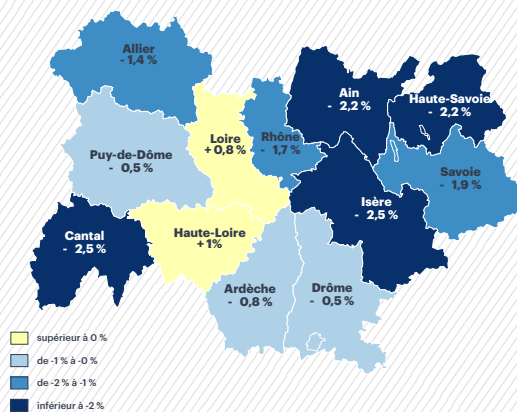 Allier
- 1,4 %
Ain
- 2,2 %
Haute-Savoie
- 2,2 %
Loire
+ 0,8 %
Rhône
- 1,7 %
Puy-de-Dôme
- 0,5 %
Savoie
- 1,9 %
Isère
- 2,5 %
Cantal
- 2,5 %
Haute-Loire
+ 1%
Ardèche
- 0,8 %
Drôme
- 0,5 %
supérieur à 0 %
de -1 % à -0 %
de -2 % à -1 %
inférieur à -2 %